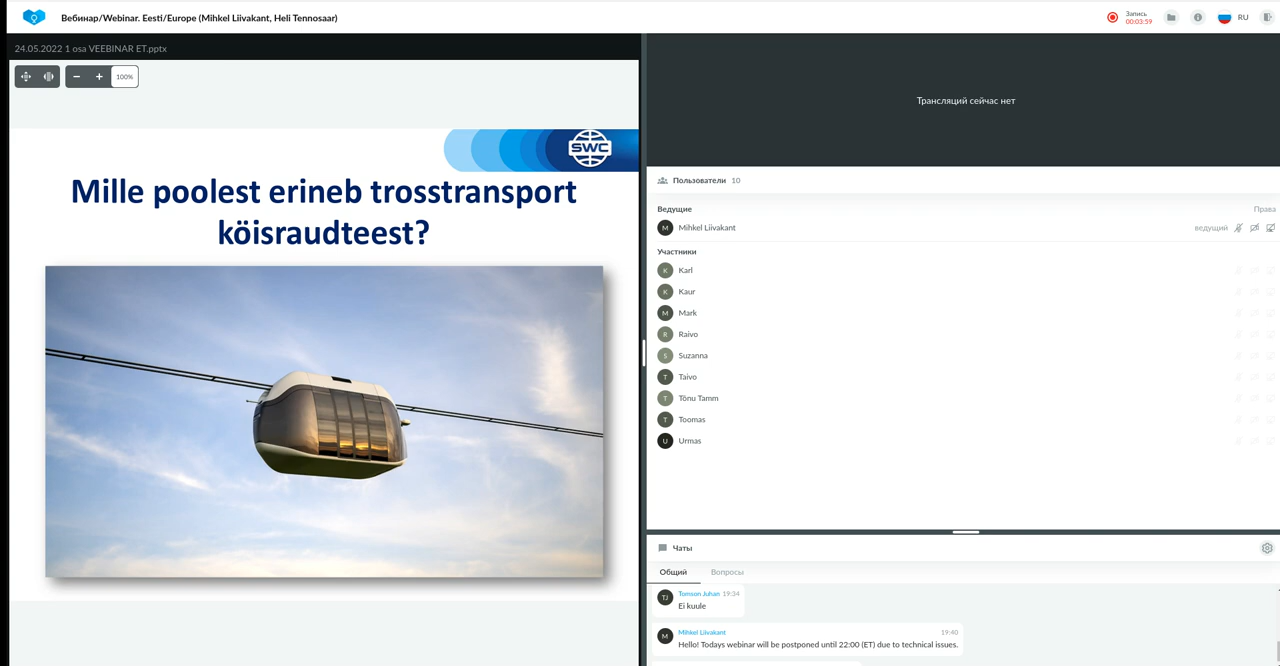 Вебинар/Webinar. Eesti/Europe (Mihkel Liivakant, Heli Tennosaar)
Запись
00:03:59
RU
24.05.2022 1 osa VEEBINAR ET.pptx
100%
SWC
Mille poolest erineb trosstransport
köisraudteest?
Трансляций сейчас нет
Пользователи 10
Ведущие Права
M Mihkel Liivakant ведущий
Участники
K Karl
K Kaur
M Mark
R Raivo
S Suzanna
T Taivo
T Tõnu Tamm
T Toomas
U Urmas
Чаты
Общий Вопросы
TJ Tomson Juhan 19:34
Ei kuule
M Mihkel Liivakant 19:40
Hello! Todays webinar will be postponed until 22:00 (ET) due to technical issues.